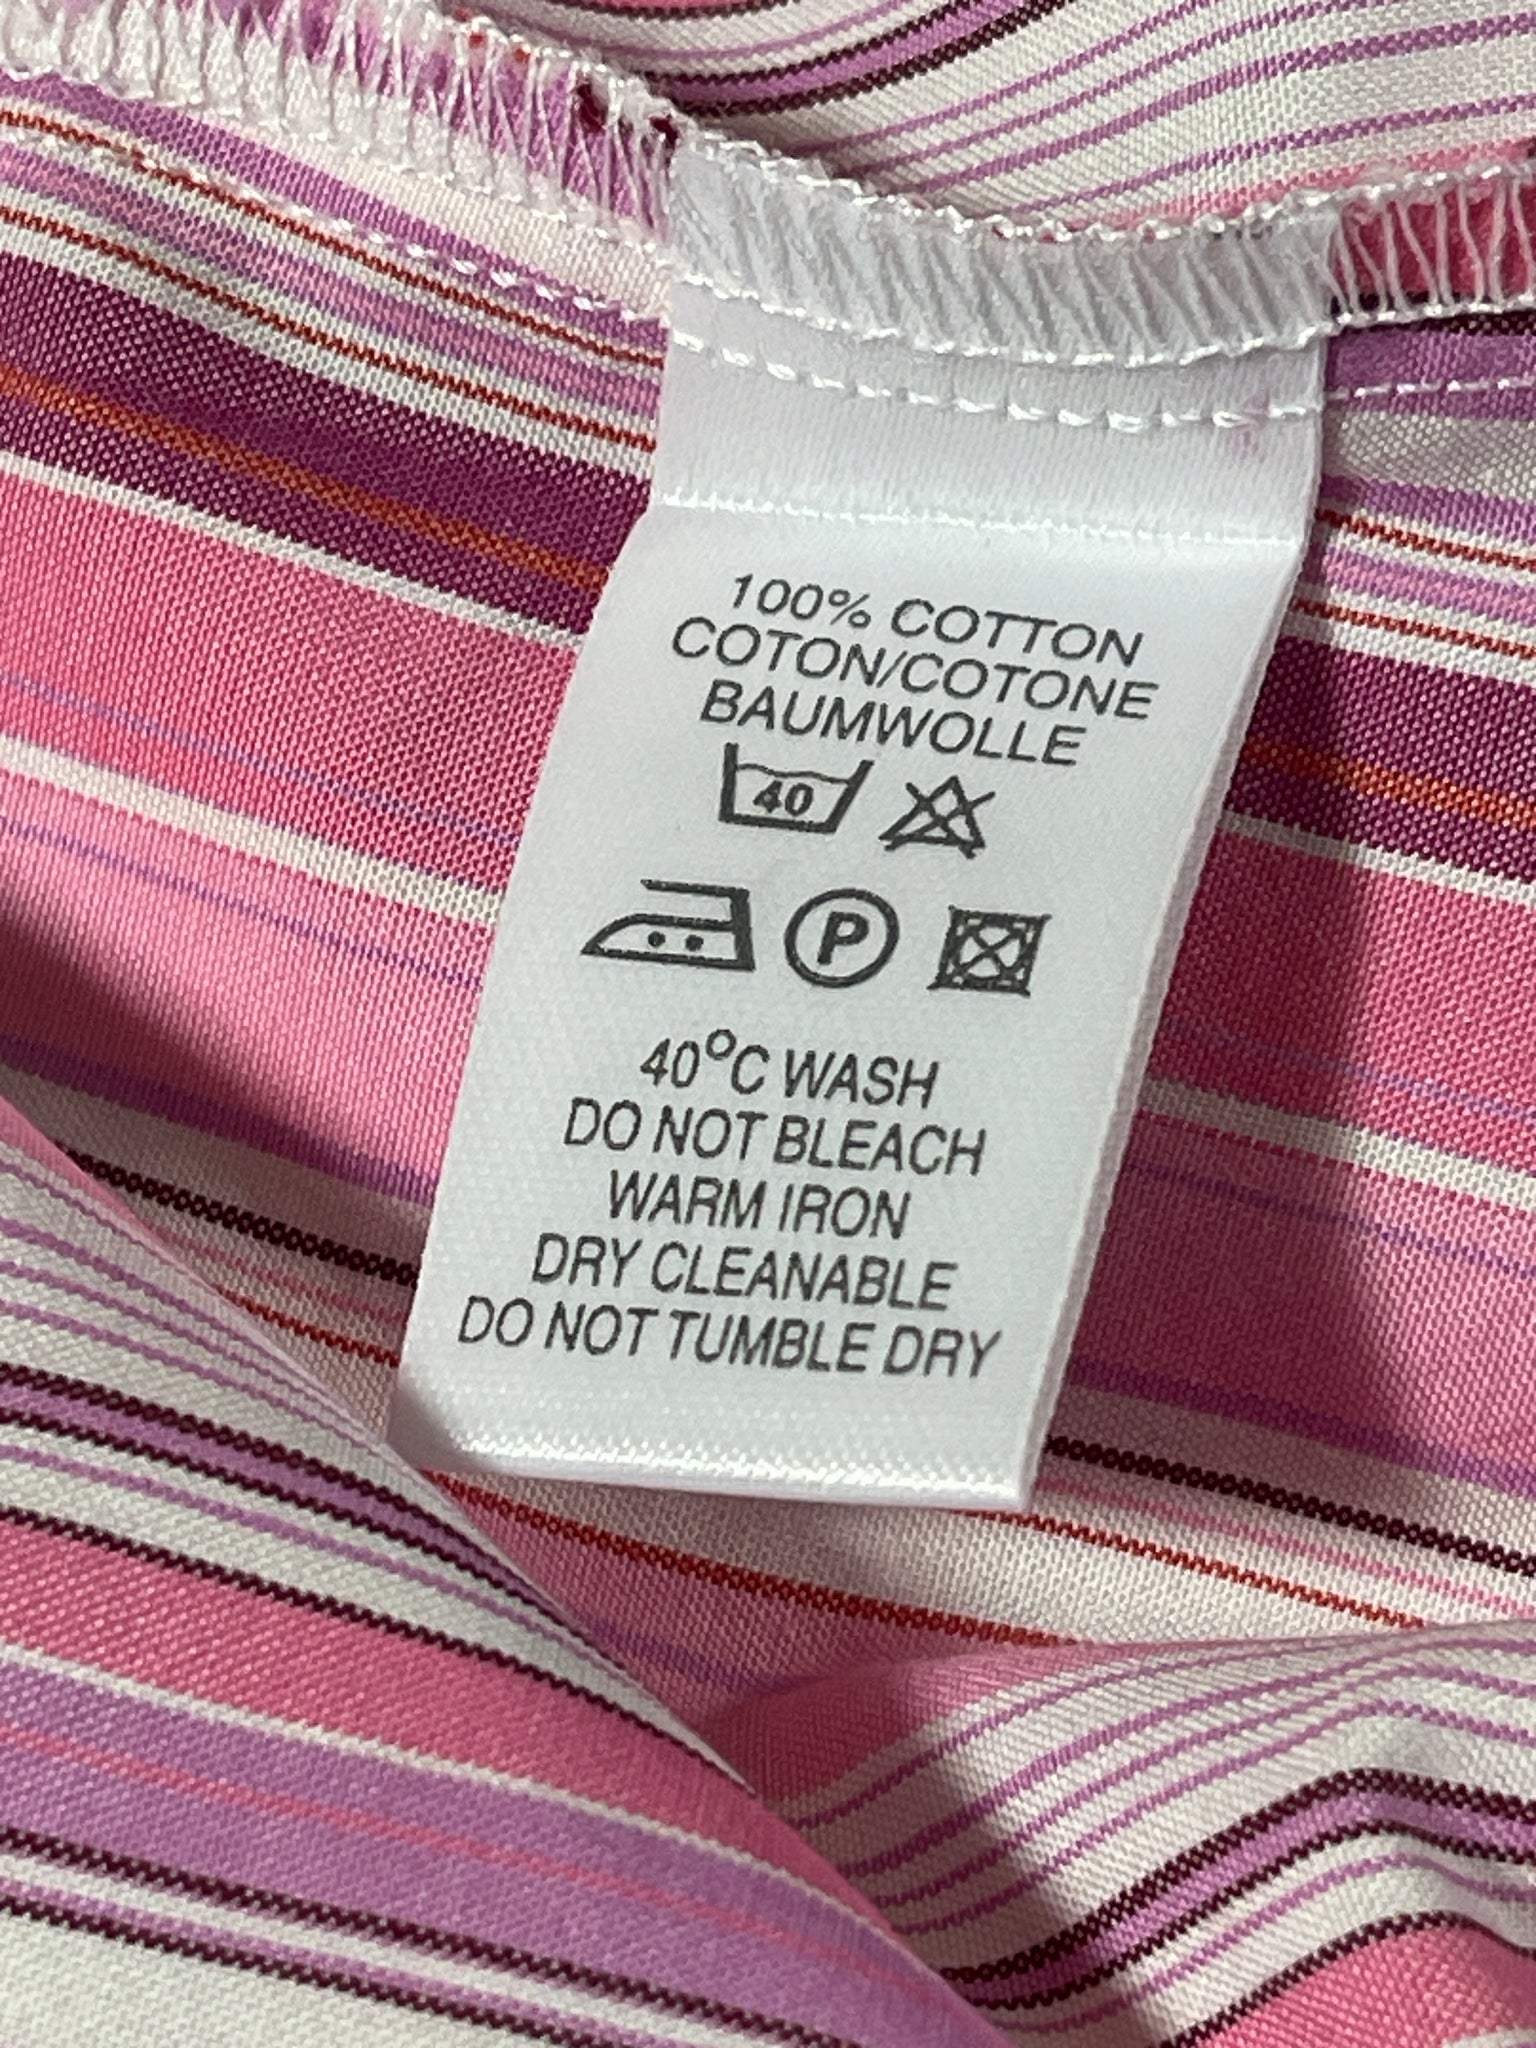 100% COTTON
COTON/COTONE
BAUMWOLLE
40
P
40°C WASH
DO NOT BLEACH
WARM IRON
DRY CLEANABLE
DO NOT TUMBLE DRY